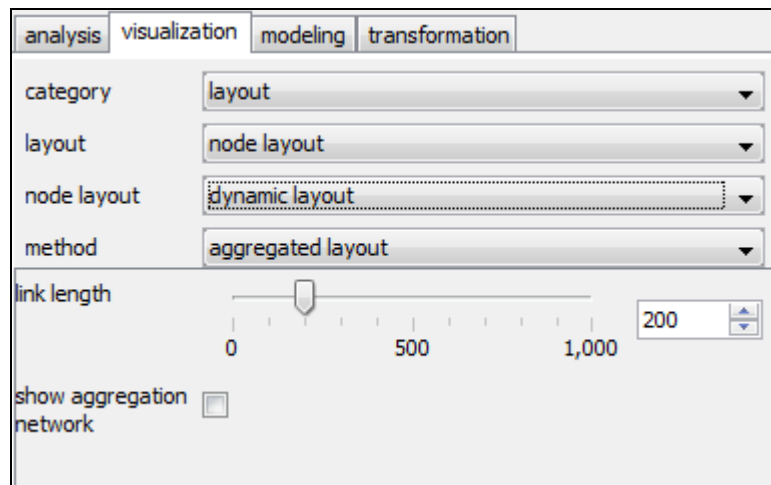 analysis visualization modeling transformation
category layout
layout node layout
node layout dynamic layout
method aggregated layout
link length 200
0 500 1,000
show aggregation
network